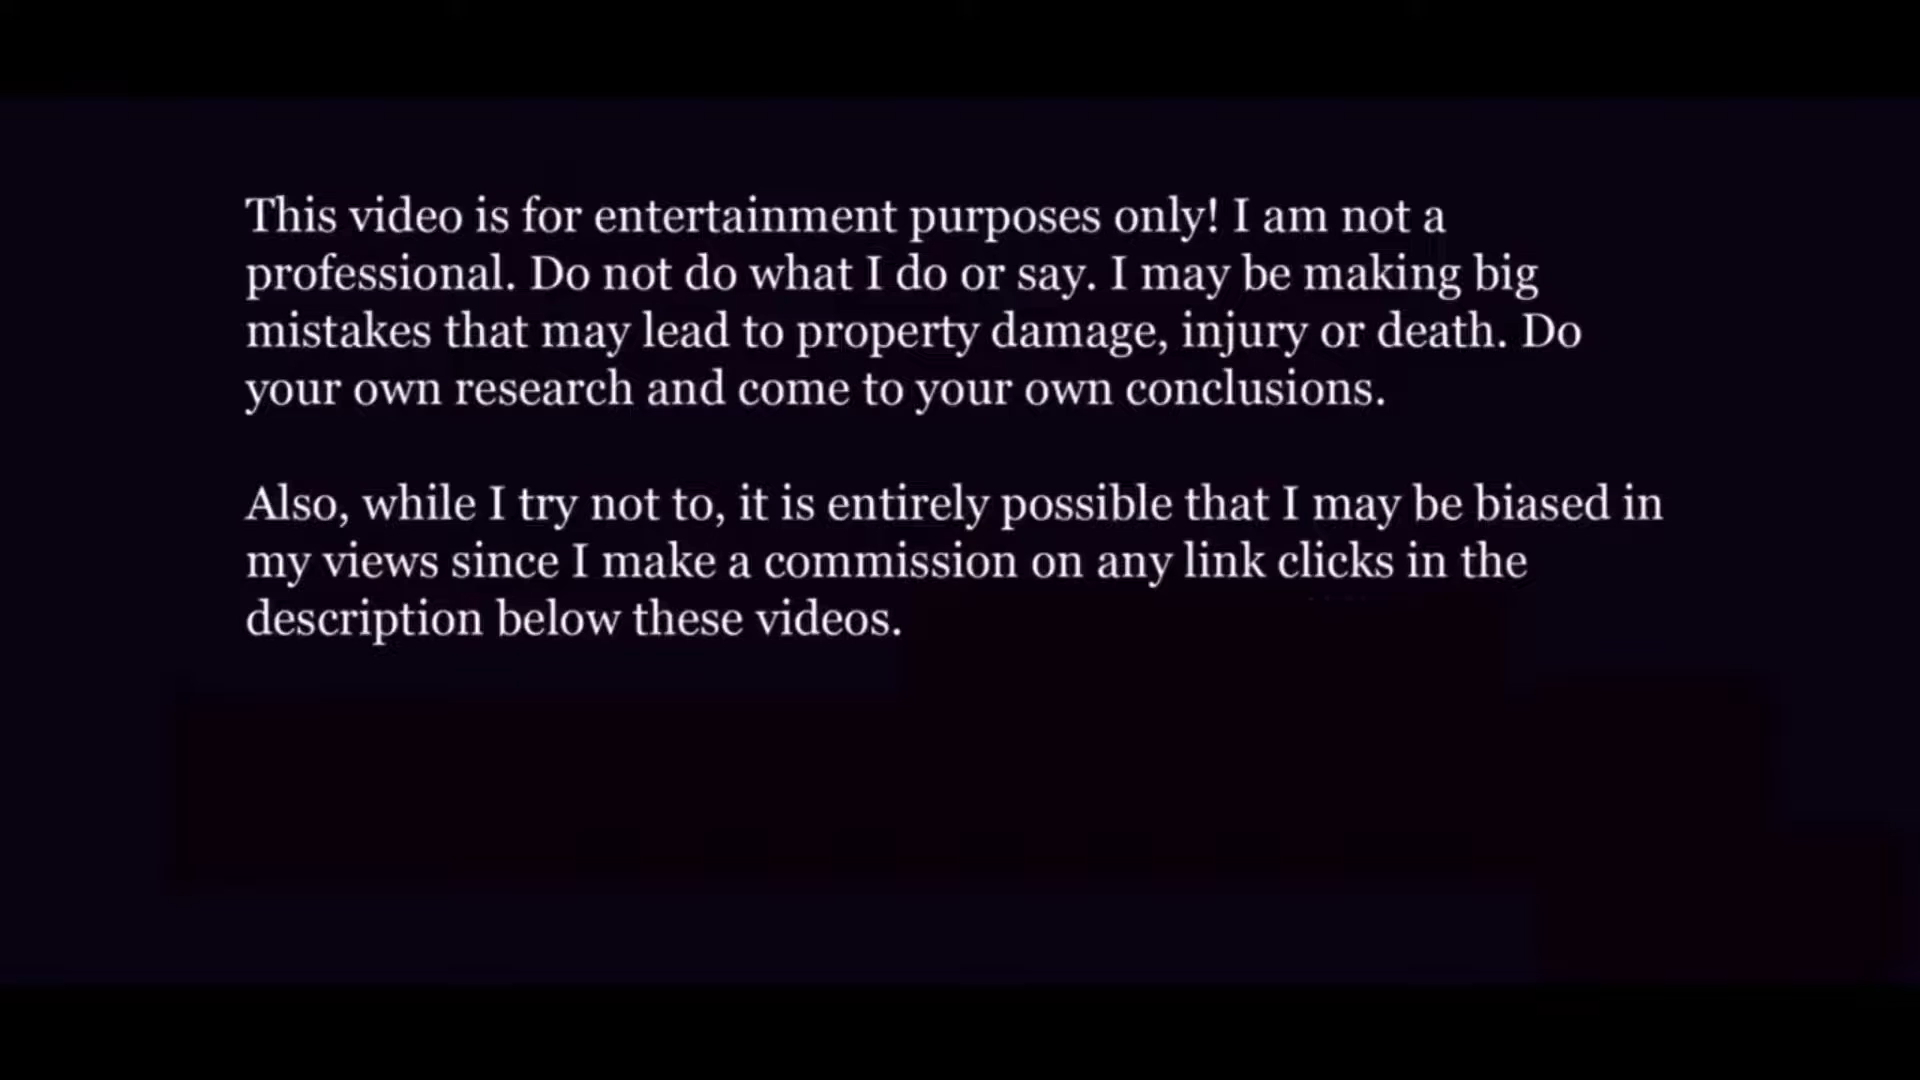 This video is for entertainment purposes only! I am not a
professional. Do not do what I do or say. I may be making big
mistakes that may lead to property damage, injury or death. Do
your own research and come to your own conclusions.
Also, while I try not to, it is entirely possible that I may be biased in
my views since I make a commission on any link clicks in the
description below these videos.